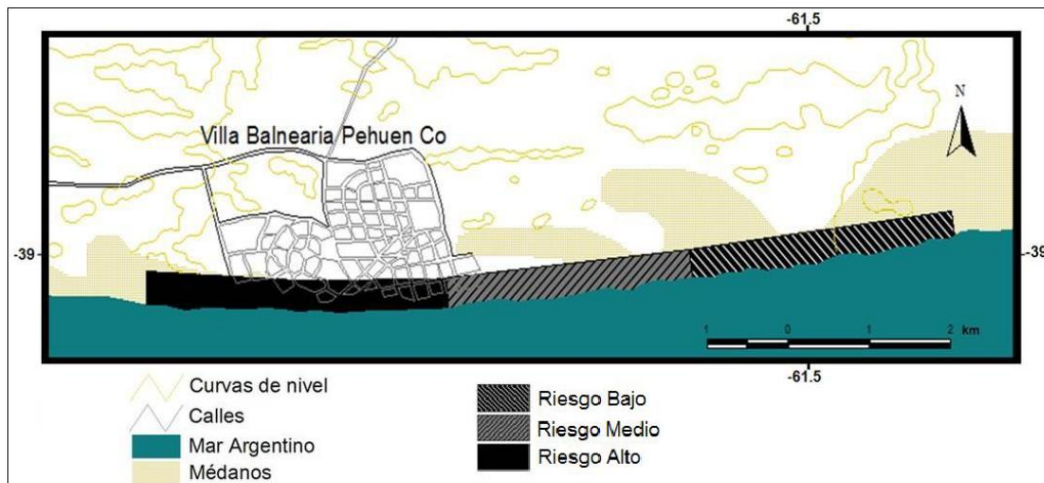 -61.5
N
Villa Balnearia Pehuen Co
-39
-39
1 0 1 2 km
-61.5
Curvas de nivel
Calles
Mar Argentino
Médanos
Riesgo Bajo
Riesgo Medio
Riesgo Alto